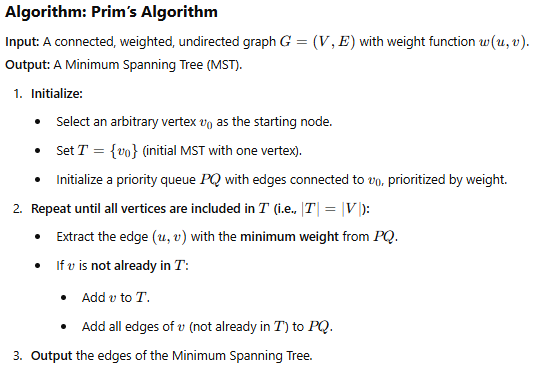 Algorithm: Prim's Algorithm
Input: A connected, weighted, undirected graph G = (V, E) with weight function w(u, v).
Output: A Minimum Spanning Tree (MST).
1. Initialize:
• Select an arbitrary vertex v₀ as the starting node.
• Set T = {v₀} (initial MST with one vertex).
• Initialize a priority queue PQ with edges connected to v₀, prioritized by weight.
2. Repeat until all vertices are included in T (i.e., |T| = |V|):
• Extract the edge (u, v) with the minimum weight from PQ.
• If v is not already in T:
• Add v to T.
• Add all edges of v (not already in T) to PQ.
3. Output the edges of the Minimum Spanning Tree.